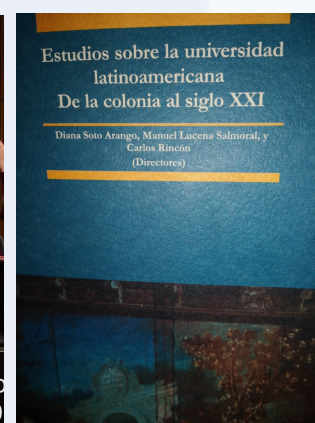 Estudios sobre la universidad
latinoamericana
De la colonia al siglo XXI
Diana Soto Arango, Manuel Lucena Salmoral, y
Carlos Rincón
(Directores)